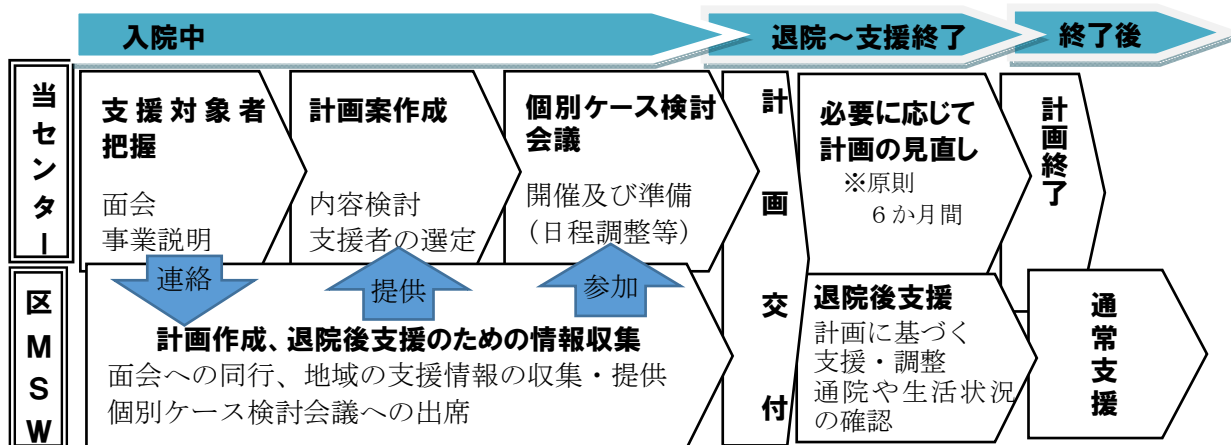 入院中
退院～支援終了
終了後
当センター
支援対象者
把握
面会
事業説明
計画案作成
内容検討
支援者の選定
個別ケース検討
会議
開催及び準備
（日程調整等）
計画交付
必要に応じて
計画の見直し
※原則
６か月間
計画終了
連絡
提供
参加
区ＭＳＷ
計画作成、退院後支援のための情報収集
面会への同行、地域の支援情報の収集・提供
個別ケース検討会議への出席
退院後支援
計画に基づく
支援・調整
通院や生活状況
の確認
通常支援